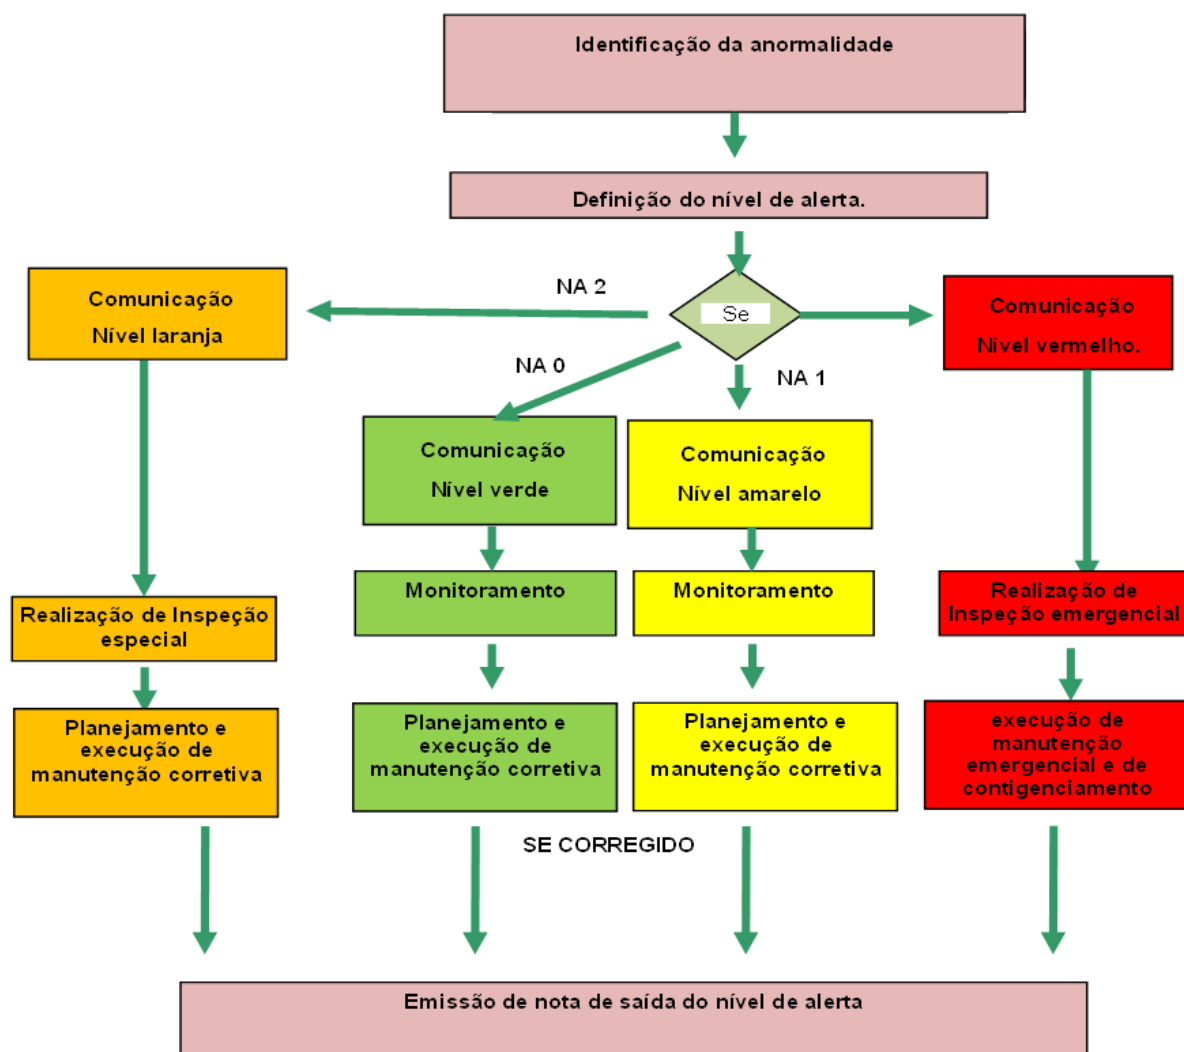 Identificação da anormalidade
Definição do nível de alerta.
Se
NA 2
NA 0
NA 1
Comunicação
Nível laranja
Comunicação
Nível vermelho.
Comunicação
Nível verde
Comunicação
Nível amarelo
Realização de Inspeção
especial
Monitoramento
Monitoramento
Realização de
Inspeção emergencial
Planejamento e
execução de
manutenção corretiva
Planejamento e
execução de
manutenção corretiva
Planejamento e
execução de
manutenção corretiva
execução de
manutenção
emergencial e de
contigenciamento
SE CORREGIDO
Emissão de nota de saída do nível de alerta